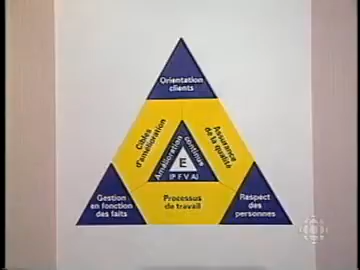 Orientation
clients
Cibles
d'amélioration
Assurance
de la qualité
Amélioration
continue
E
(P F V A)
Gestion
en fonction
des faits
Processus
de travail
Respect
des
personnes